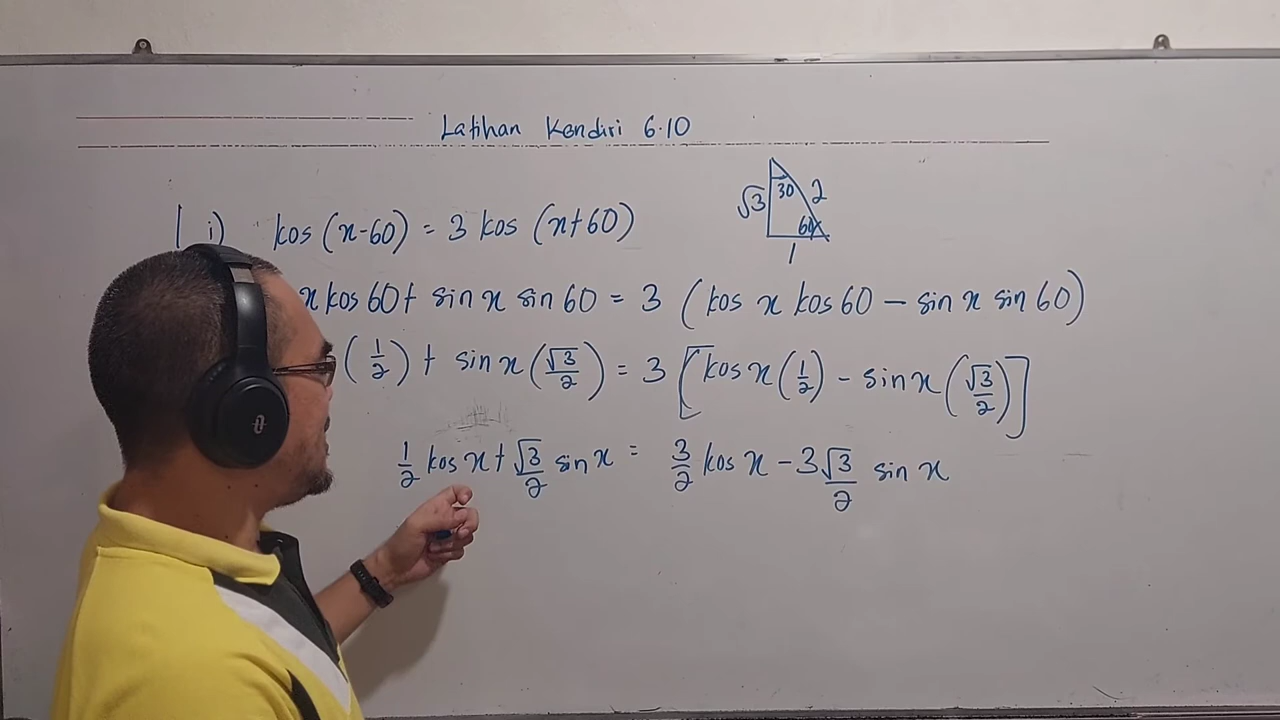 Latihan Kendiri 6.10
√3 30 2
60
1
1 i) kos (x-60) = 3 kos (x+60)
x kos 60 + sin x sin 60 = 3 (kos x kos 60 - sin x sin 60)
(1/2) + sin x (√3/2) = 3 [kos x (1/2) - sin x (√3/2)]
1/2 kos x + √3/2 sin x = 3/2 kos x - 3√3/2 sin x